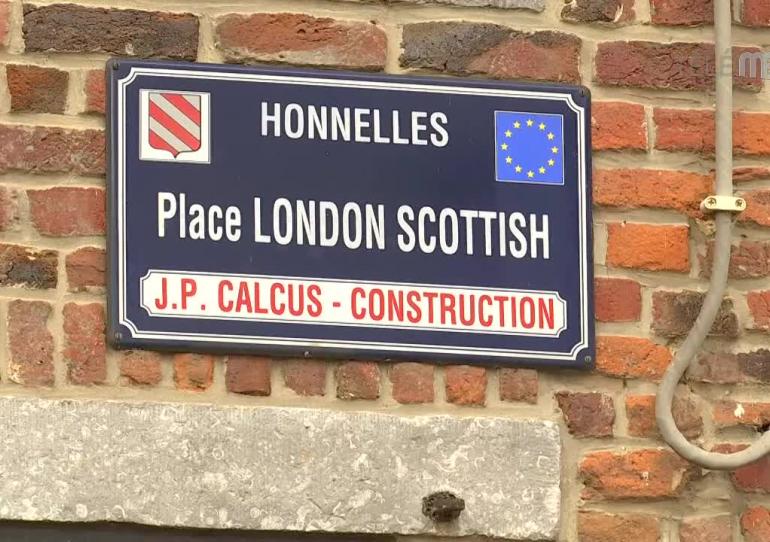 HONNELLES
Place LONDON SCOTTISH
J.P. CALCUS - CONSTRUCTION